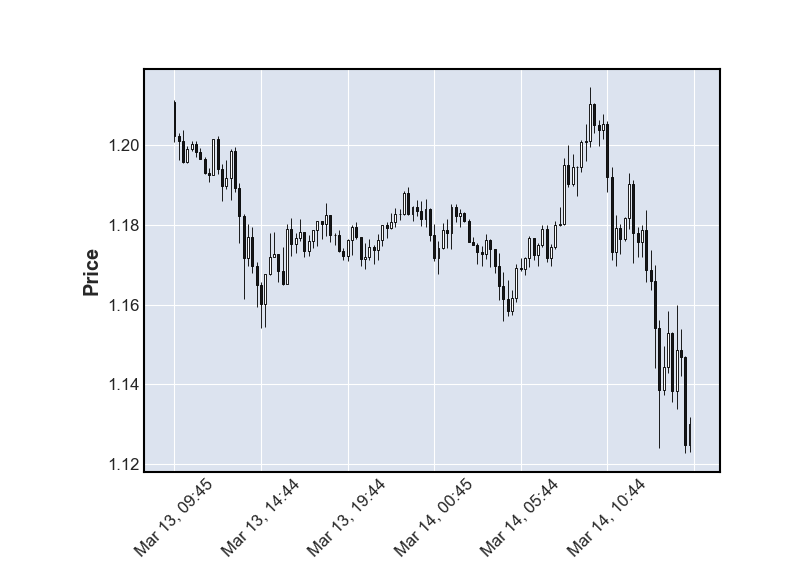 Price
1.20
1.18
1.16
1.14
1.12
Mar 13, 09:45
Mar 13, 14:44
Mar 13, 19:44
Mar 14, 00:45
Mar 14, 05:44
Mar 14, 10:44